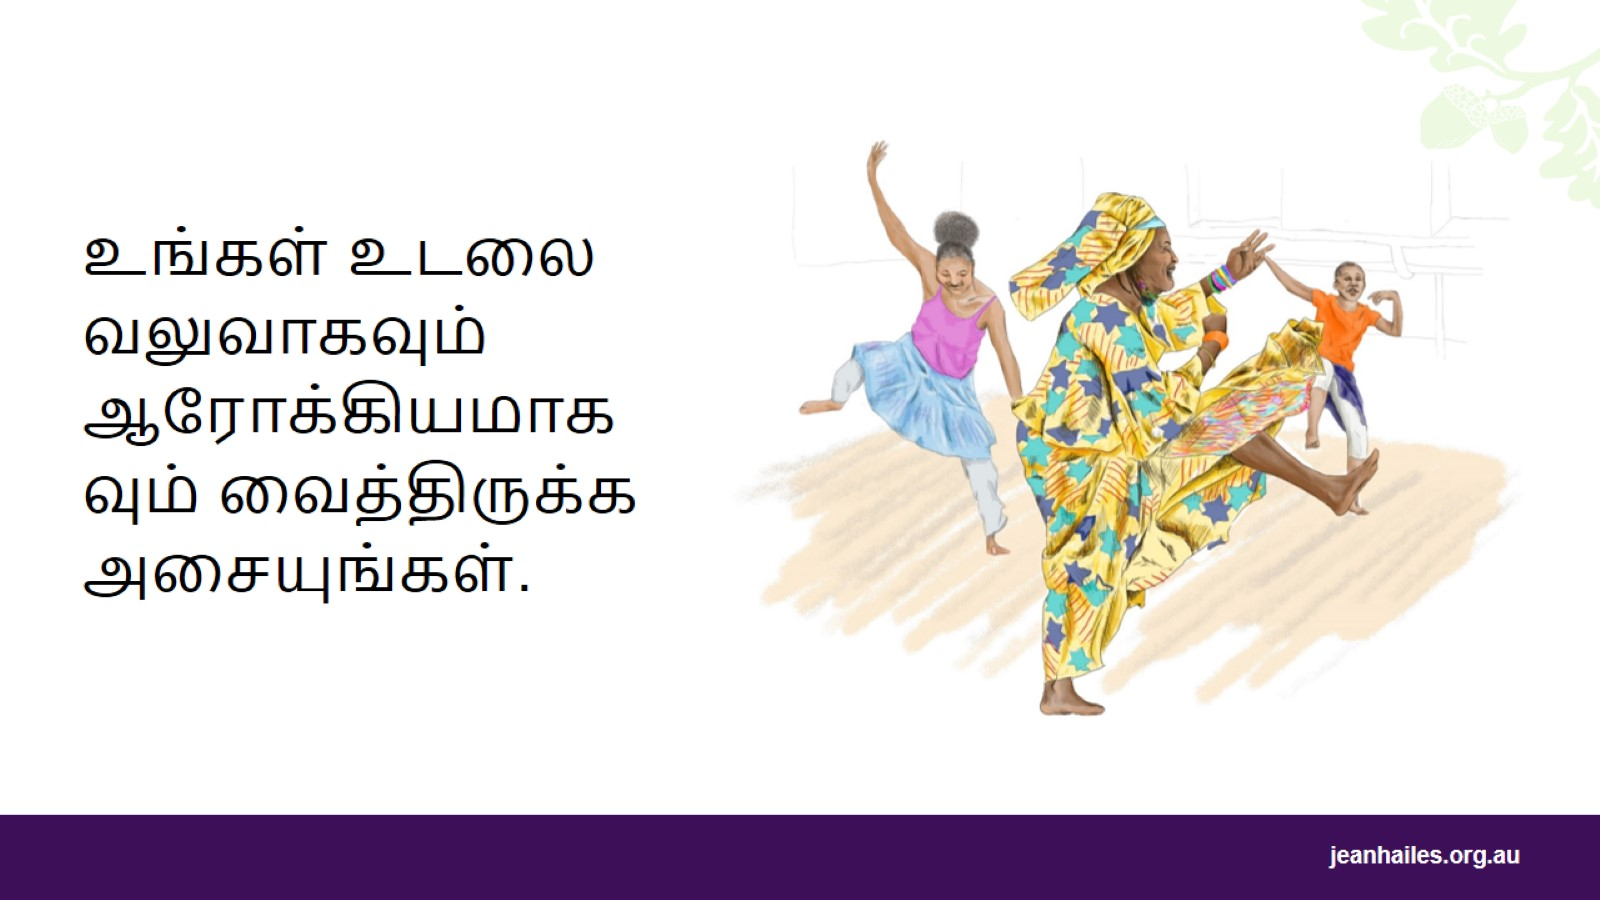 உங்கள் உடலை
வலுவாகவும்
ஆரோக்கியமாக
வும் வைத்திருக்க
அசையுங்கள்.
jeanhailes.org.au